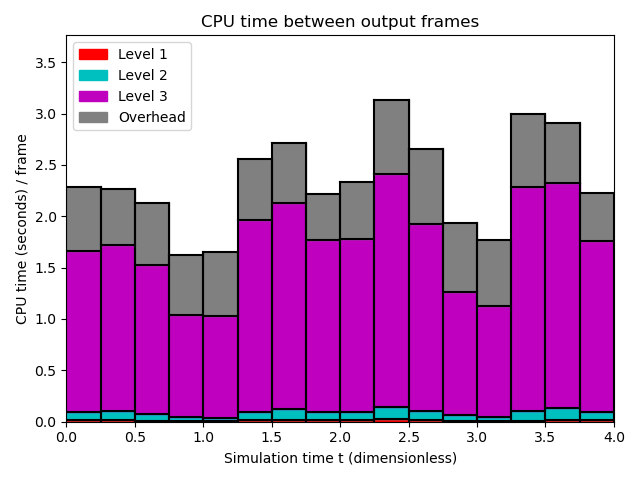 CPU time between output frames
Level 1
Level 2
Level 3
Overhead
CPU time (seconds) / frame
3.5
3.0
2.5
2.0
1.5
1.0
0.5
0.0
0.0 0.5 1.0 1.5 2.0 2.5 3.0 3.5 4.0
Simulation time t (dimensionless)